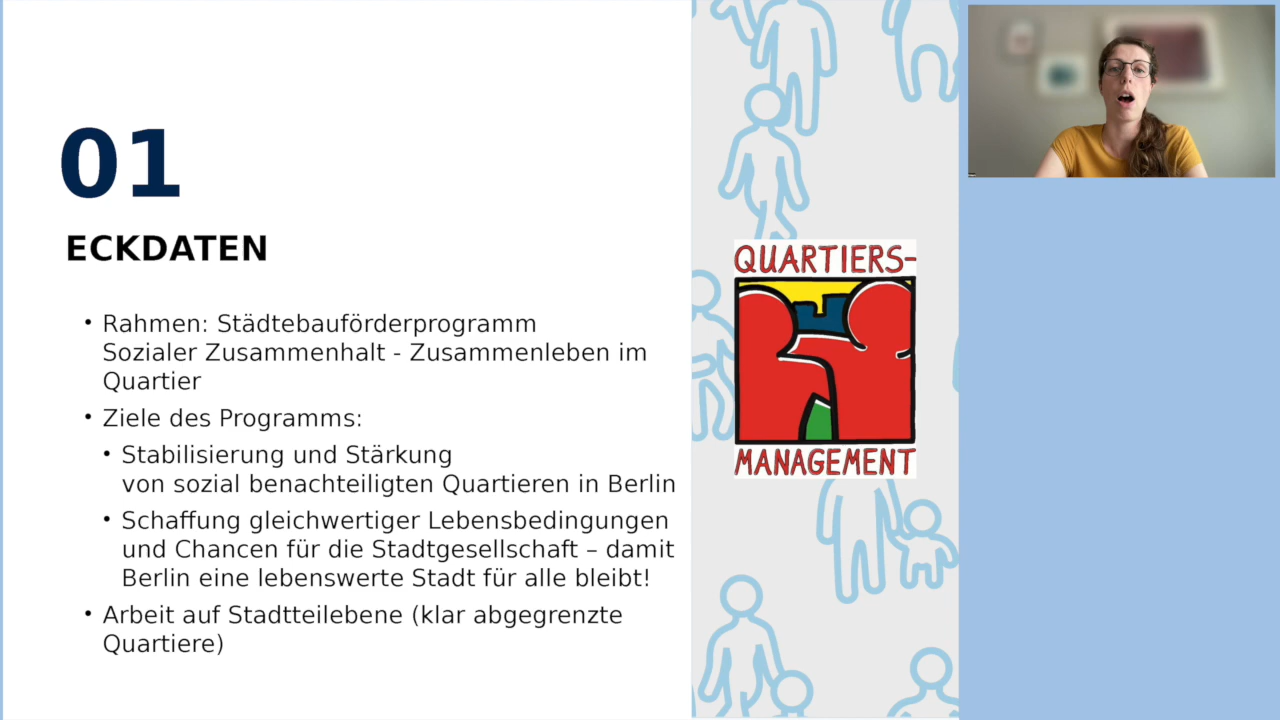 01
ECKDATEN
• Rahmen: Städtebauförderprogramm
Sozialer Zusammenhalt - Zusammenleben im
Quartier
• Ziele des Programms:
• Stabilisierung und Stärkung
von sozial benachteiligten Quartieren in Berlin
• Schaffung gleichwertiger Lebensbedingungen
und Chancen für die Stadtgesellschaft – damit
Berlin eine lebenswerte Stadt für alle bleibt!
• Arbeit auf Stadtteilebene (klar abgegrenzte
Quartiere)
QUARTIERS-
MANAGEMENT